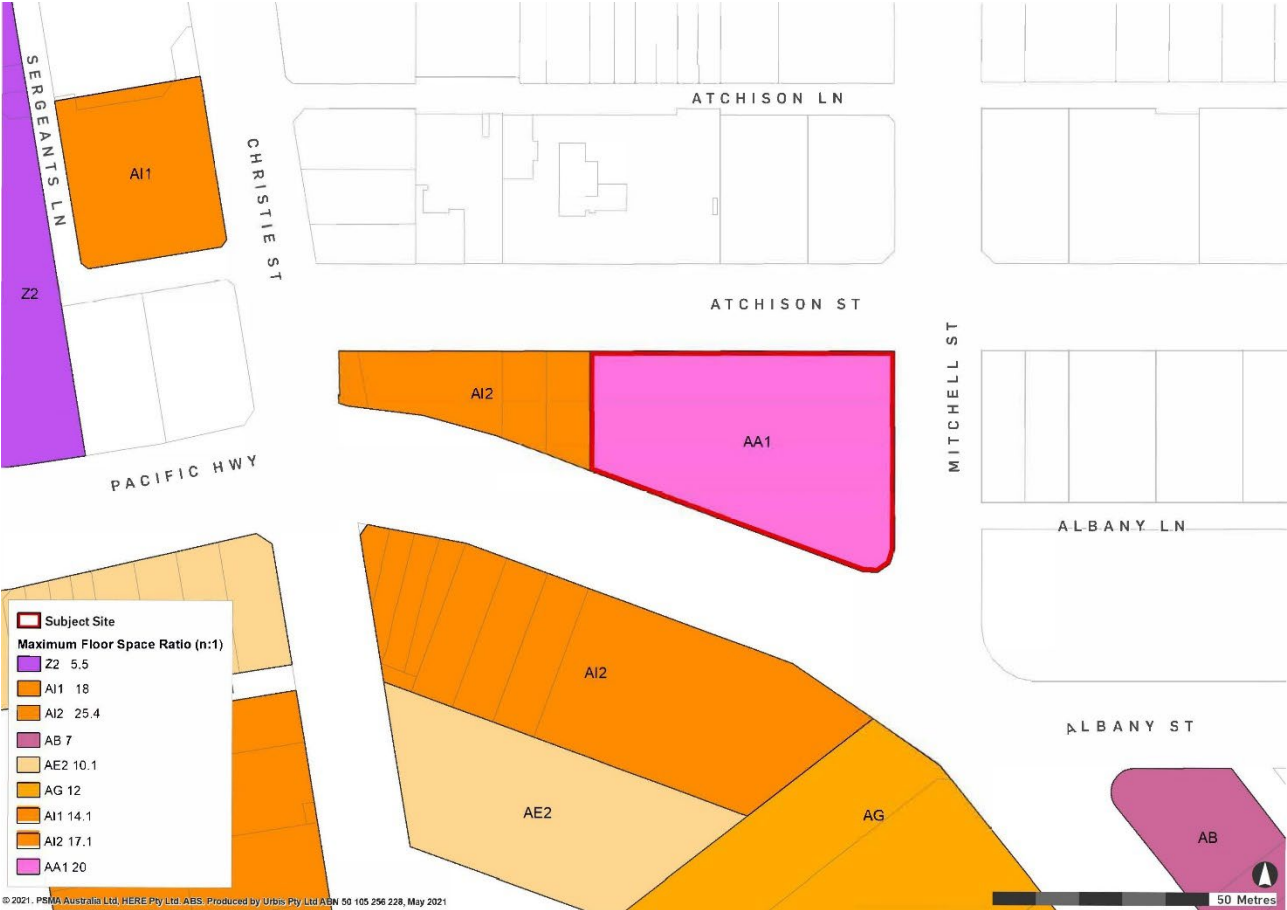 SERGEANTS LN
CHRISTIE ST
ATCHISON LN
AI1
Z2
ATCHISON ST
MITCHELL ST
AI2
AA1
PACIFIC HWY
ALBANY LN
AI2
ALBANY ST
AE2
AG
AB
Subject Site
Maximum Floor Space Ratio (n:1)
Z2 5.5
AI1 18
AI2 25.4
AB 7
AE2 10.1
AG 12
AI1 14.1
AI2 17.1
AA1 20
50 Metres
© 2021. PSMA Australia Ltd, HERE Pty Ltd. ABS. Produced by Urbis Pty Ltd ABN 50 105 256 228, May 2021